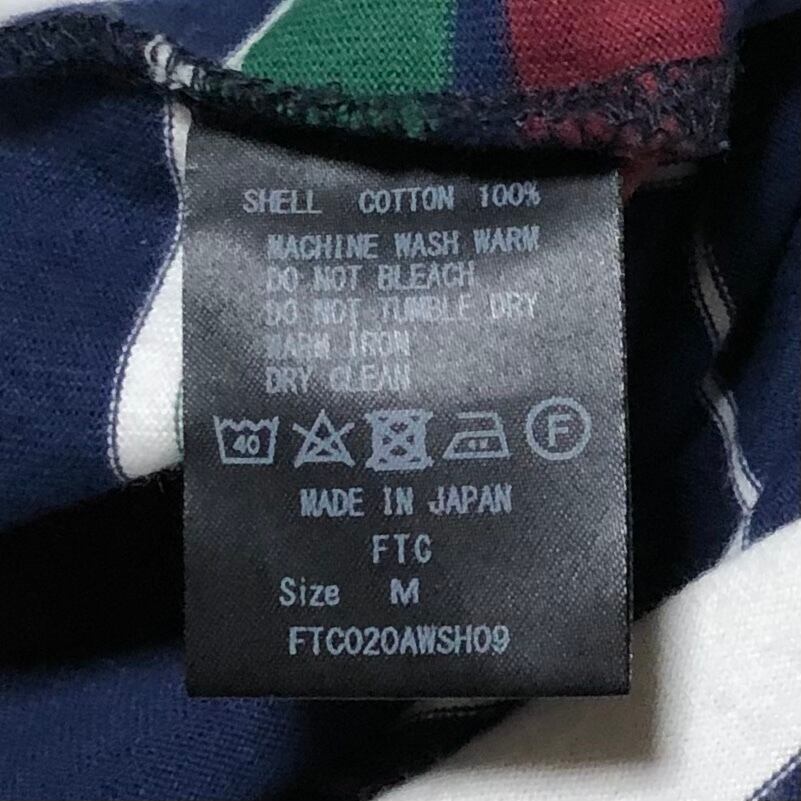 SHELL COTTON 100%
MACHINE WASH WARM
DO NOT BLEACH
DO NOT TUMBLE DRY
WARM IRON
DRY CLEAN
40 F
MADE IN JAPAN
FTC
Size M
FTC020AWSH09